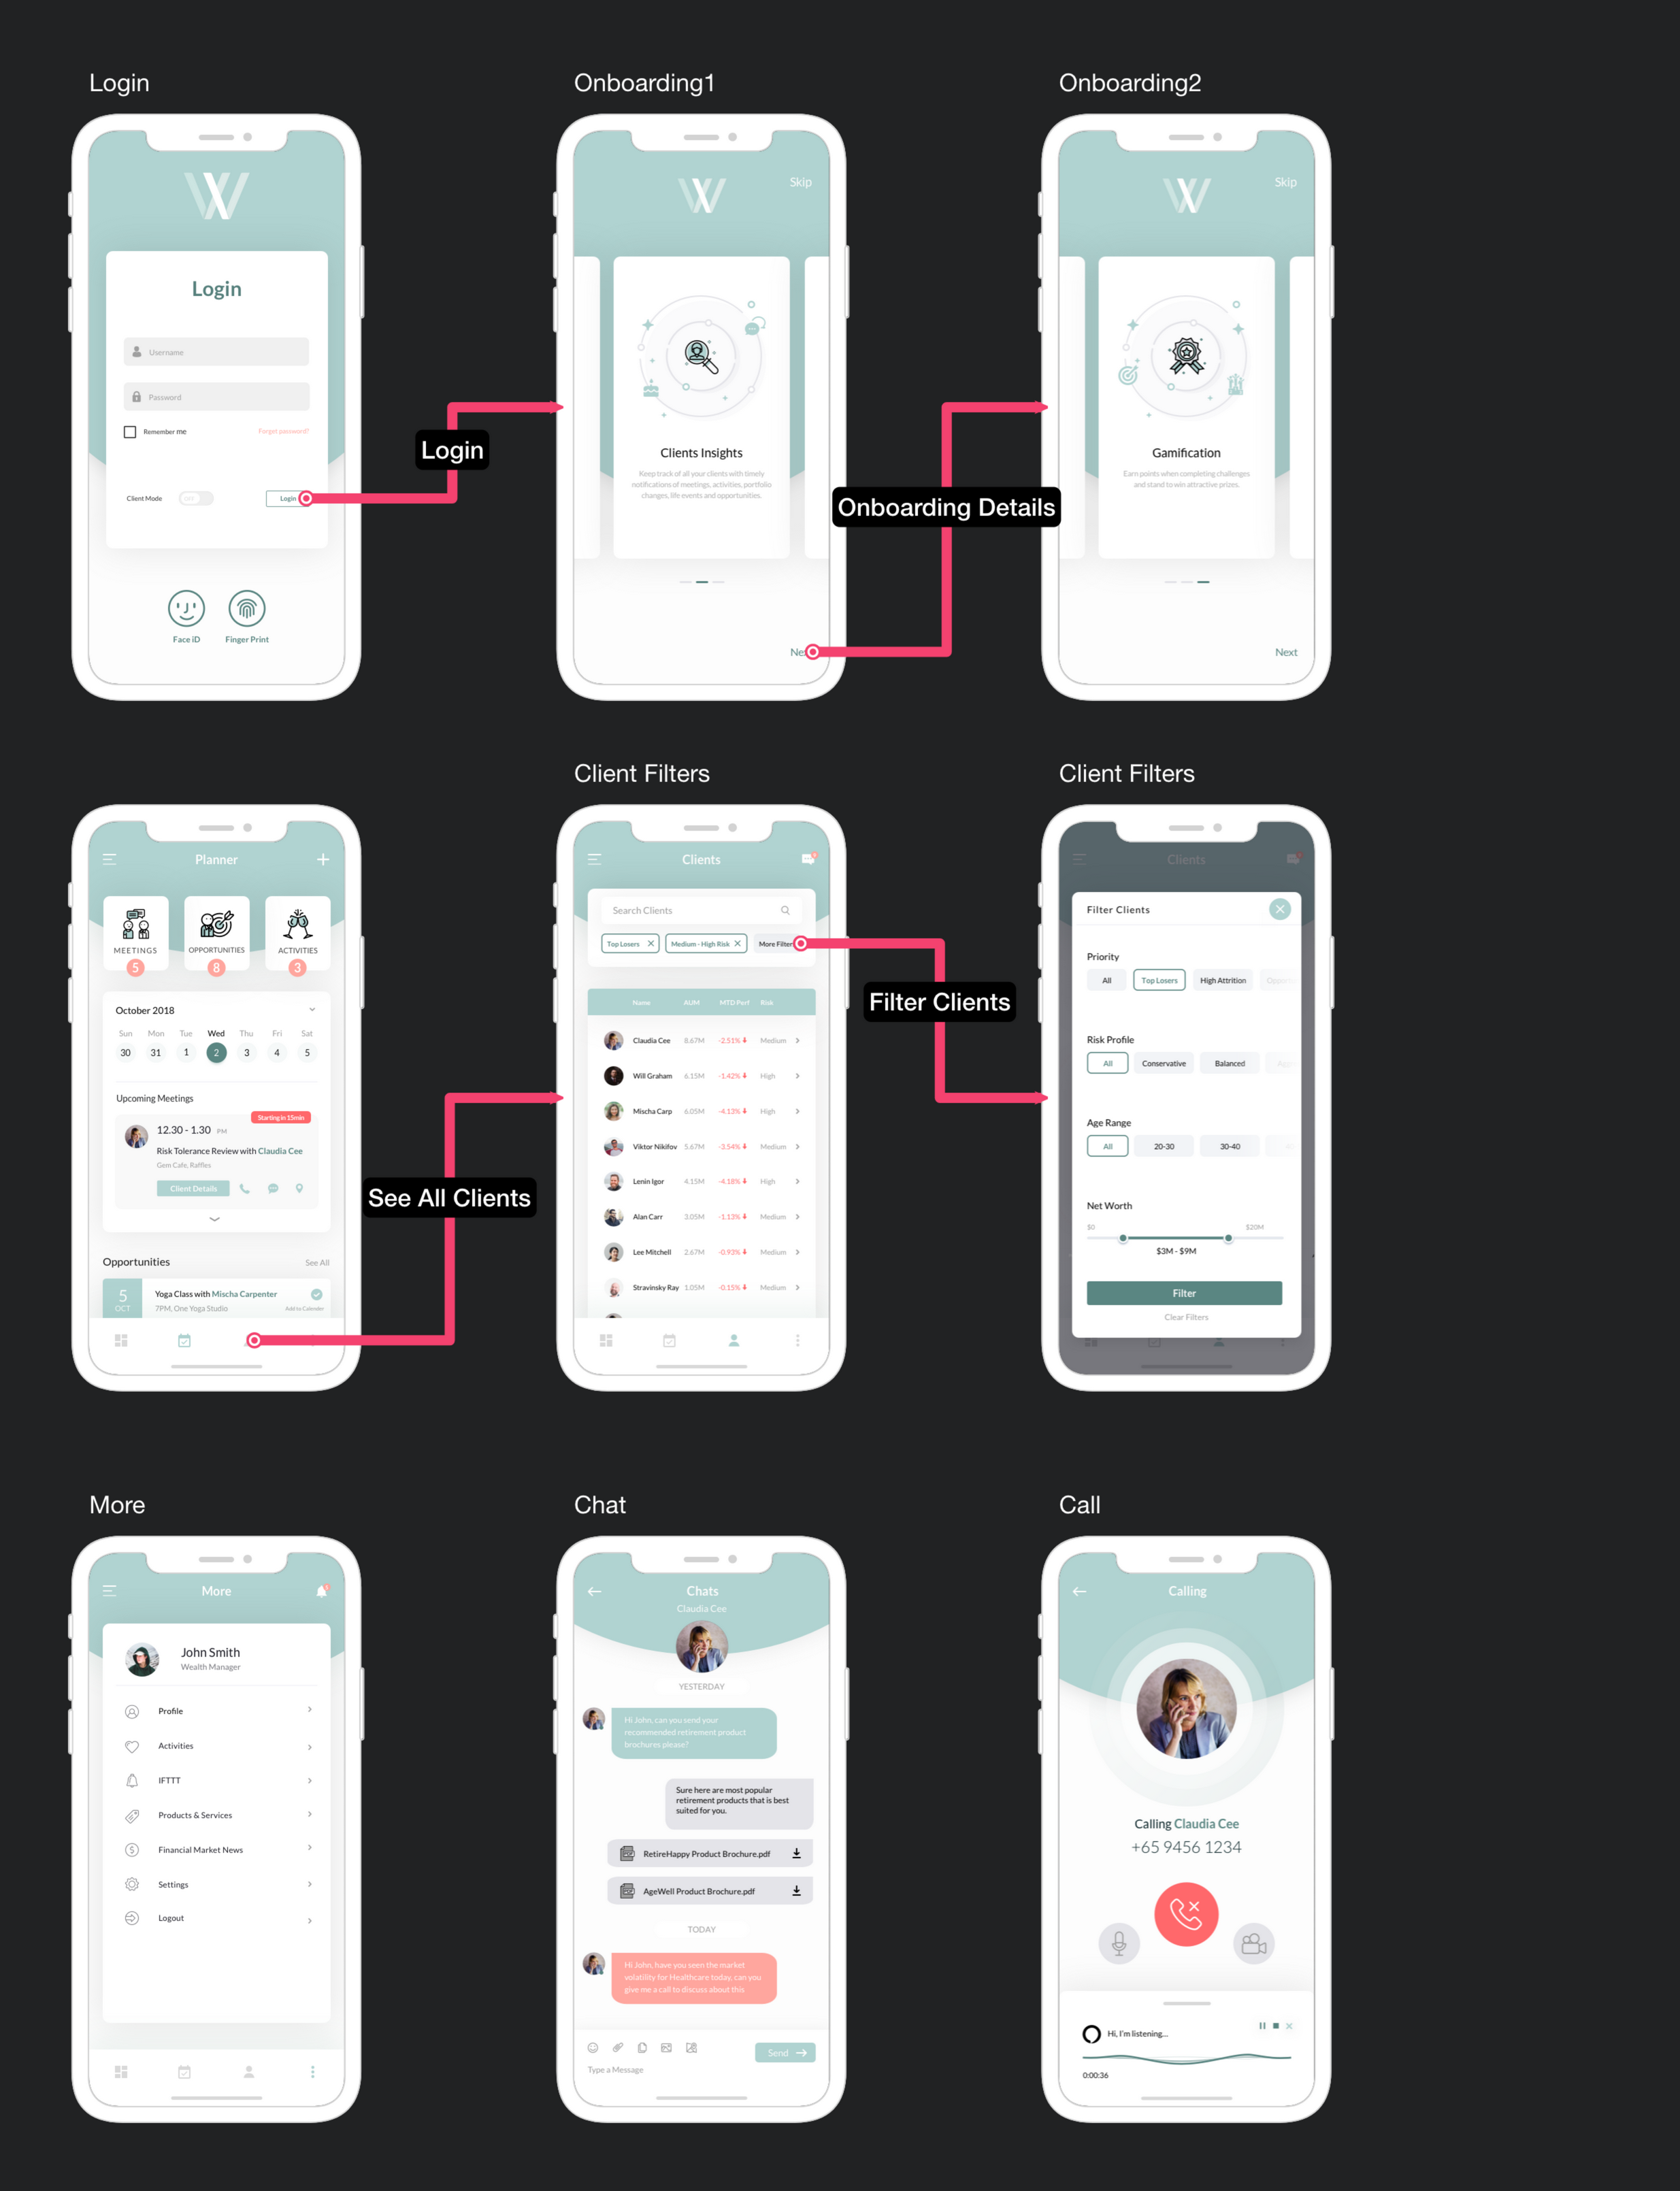 Login
Onboarding1
Onboarding2
Login
Username
Password
Remember me
Forget password?
Client Mode
OFF
Login
Face iD
Finger Print
Login
Skip
Clients Insights
Keep track of all your clients with timely
notifications of meetings, activities, portfolio
changes, life events and opportunities.
Onboarding Details
Skip
Gamification
Earn points when completing challenges
and stand to win attractive prizes.
Next
Client Filters
Client Filters
Planner
MEETINGS
OPPORTUNITIES
ACTIVITIES
5
8
3
October 2018
Sun Mon Tue Wed Thu Fri Sat
30 31 1 2 3 4 5
Upcoming Meetings
Starting in 15min
12.30 - 1.30 PM
Risk Tolerance Review with Claudia Cee
Gem Cafe, Raffles
Client Details
Opportunities
See All
5
OCT
Yoga Class with Mischa Carpenter
7PM, One Yoga Studio
Add to Calender
See All Clients
Clients
Search Clients
Top Losers
Medium - High Risk
More Filter
Name AUM MTD Perf Risk
Claudia Cee 8.67M -2.51% Medium
Will Graham 6.15M -1.42% High
Mischa Carp 6.05M -4.13% High
Viktor Nikifov 5.67M -3.54% Medium
Lenin Igor 4.15M -4.18% High
Alan Carr 3.05M -1.13% Medium
Lee Mitchell 2.67M -0.92% Medium
Stravinsky Ray 1.05M -0.15% Medium
Filter Clients
Clients
Filter Clients
Priority
All
Top Losers
High Attrition
Risk Profile
All
Conservative
Balanced
Age Range
All
20-30
30-40
Net Worth
$0
$20M
$3M - $9M
Filter
Clear Filters
More
Chat
Call
More
John Smith
Wealth Manager
Profile
Activities
IFTTT
Products & Services
Financial Market News
Settings
Logout
Chats
Claudia Cee
YESTERDAY
Hi John, can you send your
recommended retirement product
brochures please?
Sure here are most popular
retirement products that is best
suited for you.
RetireHappy Product Brochure.pdf
AgeWell Product Brochure.pdf
TODAY
Hi John, have you seen the market
volatility for Healthcare today, can you
give me a call to discuss about this
Send
Type a Message
Calling
Calling Claudia Cee
+65 9456 1234
Hi, I'm listening...
0:00:36